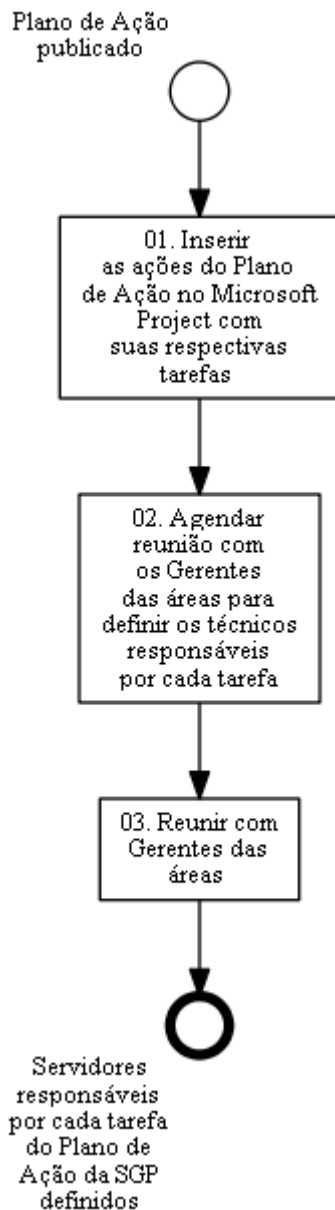 Plano de Ação
publicado
01. Inserir
as ações do Plano
de Ação no Microsoft
Project com
suas respectivas
tarefas
02. Agendar
reunião com
os Gerentes
das áreas para
definir os técnicos
responsáveis
por cada tarefa
03. Reunir com
Gerentes das
áreas
Servidores
responsáveis
por cada tarefa
do Plano de
Ação da SGP
definidos